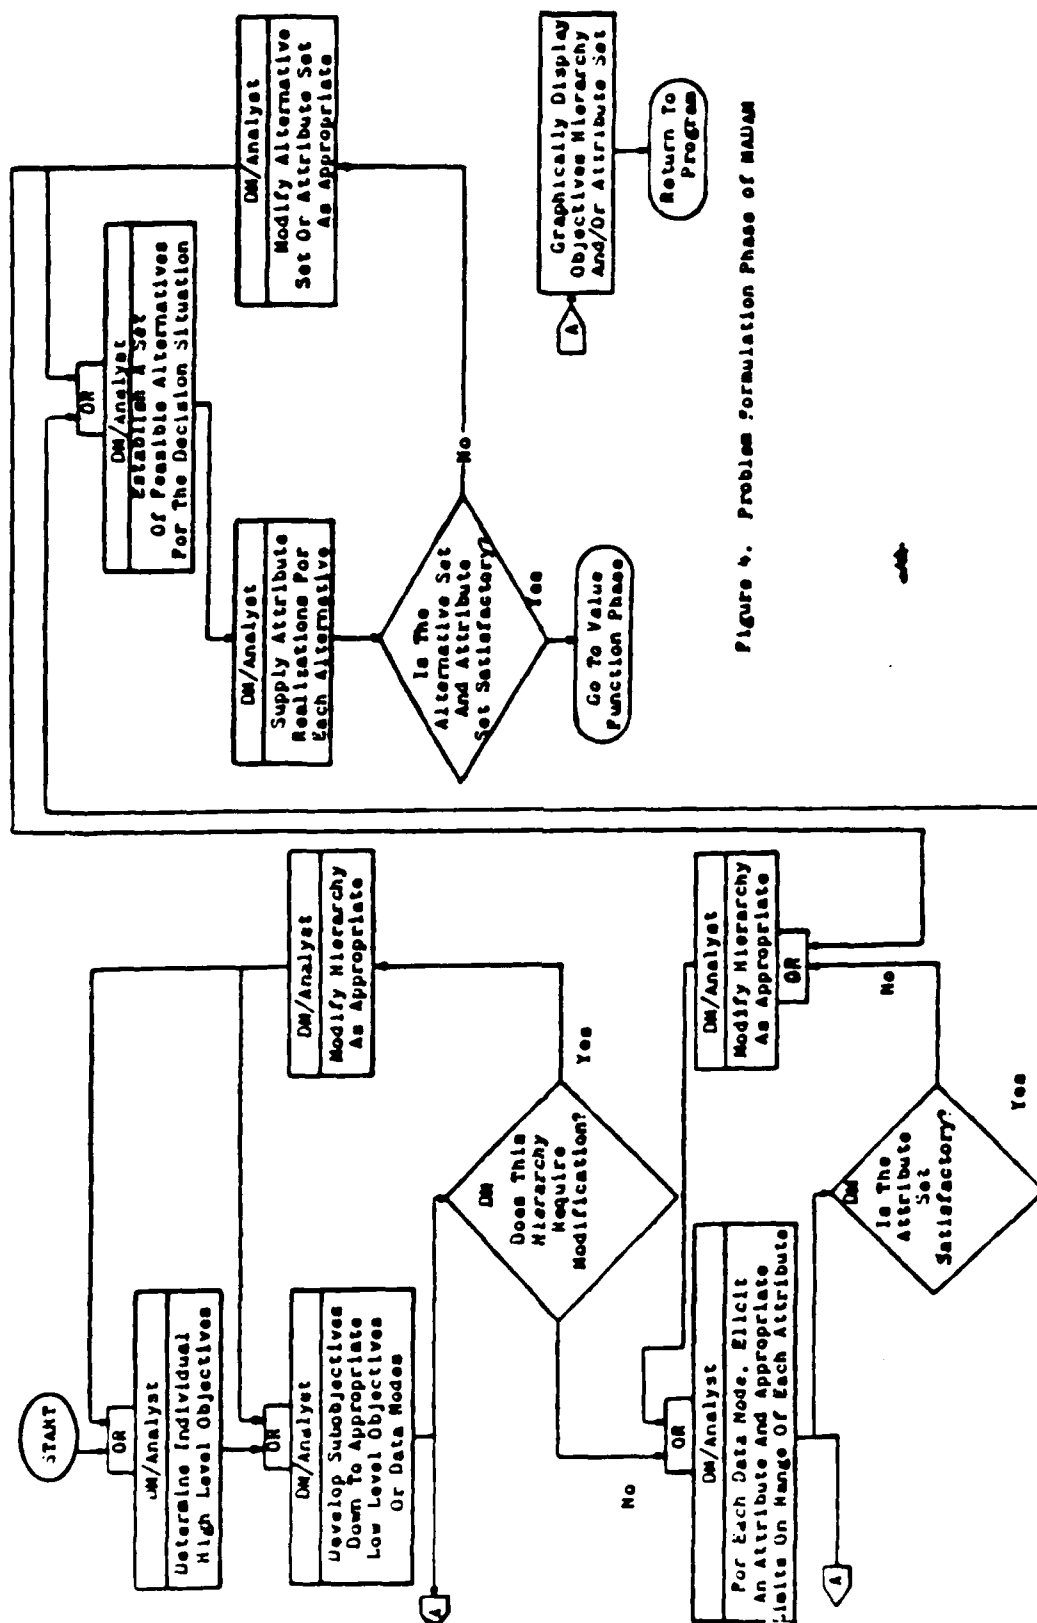 START
OR
DM/Analyst
Determine Individual
High Level Objectives
OR
DM/Analyst
Develop Subobjectives
Down To Appropriate
Low Level Objectives
Or Data Nodes
A
DM
Does This
Hierarchy
Require
Modification?
Yes
No
DM/Analyst
Modify Hierarchy
As Appropriate
OR
DM/Analyst
For Each Data Node, Elicit
An Attribute And Appropriate
Limits On Range Of Each Attribute
A
DM
Is The
Attribute
Set
Satisfactory?
No
Yes
DM/Analyst
Modify Hierarchy
As Appropriate
OR
OR
DM/Analyst
Establish A Set
Of Feasible Alternatives
For The Decision Situation
DM/Analyst
Supply Attribute
Realizations For
Each Alternative
Is The
Alternative Set
And Attribute
Set Satisfactory?
No
Yes
Go To Value
Function Phase
DM/Analyst
Modify Alternative
Set Or Attribute Set
As Appropriate
A
Graphically Display
Objectives Hierarchy
And/Or Attribute Set
Return To
Program
Figure 4. Problem Formulation Phase of MADAM